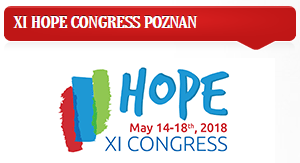 XI HOPE CONGRESS POZNAN
HOPE
May 14-18th, 2018
XI CONGRESS